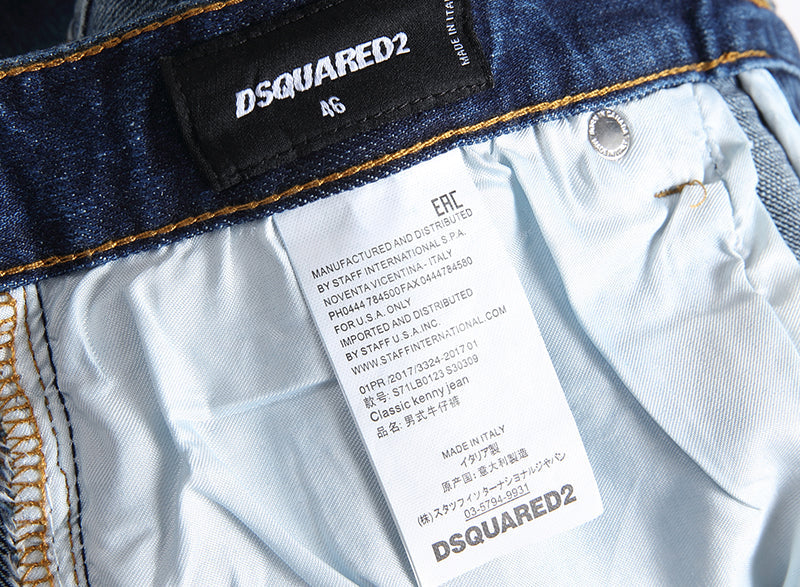 DSQUARED2
46
MADE IN ITA
EAC
MANUFACTURED AND DISTRIBUTED
BY STAFF INTERNATIONAL S.P.A.
NOVENTA VICENTINA - ITALY
PH0444 784500FAX0444784580
FOR U.S.A. ONLY
IMPORTED AND DISTRIBUTED
BY STAFF U.S.A.INC.
WWW.STAFFINTERNATIONAL.COM
01PR /2017/3324-2017 01
款号: S71LB0123 S30309
Classic kenny jean
品名: 男式牛仔裤
MADE IN ITALY
イタリア製
原产国: 意大利製造
(株)スタッフィンターナショナルジャパン
03-5794-9931
DSQUARED2